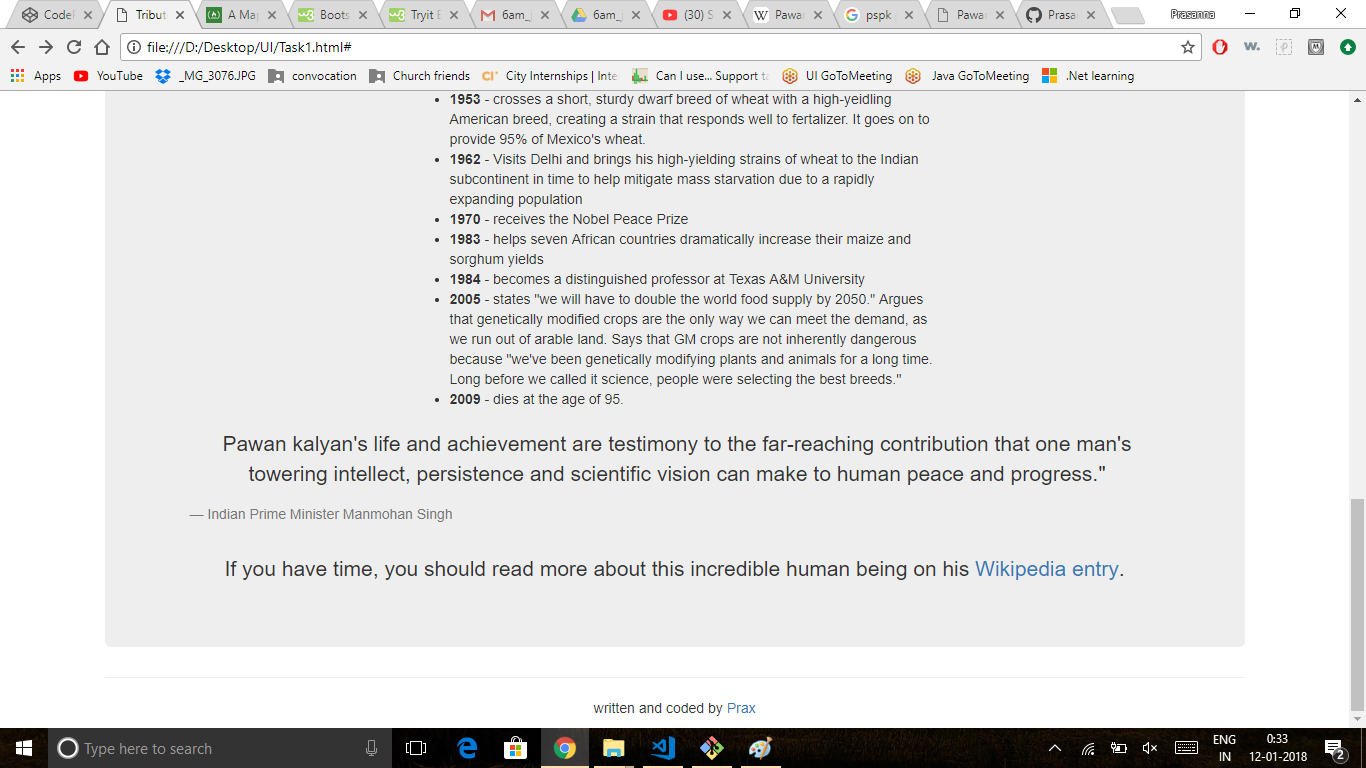 CodeP
Tribut
A Map
Boots
Tryit E
6am_
6am_
(30) S
Pawa
pspk
Pawar
Prasa
Prasanna
file:///D:/Desktop/UI/Task1.html#
Apps YouTube _MG_3076.JPG convocation Church friends City Internships | Inte Can I use... Support ta UI GoToMeeting Java GoToMeeting .Net learning
1953 - crosses a short, sturdy dwarf breed of wheat with a high-yeidling
American breed, creating a strain that responds well to fertalizer. It goes on to
provide 95% of Mexico's wheat.
1962 - Visits Delhi and brings his high-yielding strains of wheat to the Indian
subcontinent in time to help mitigate mass starvation due to a rapidly
expanding population
1970 - receives the Nobel Peace Prize
1983 - helps seven African countries dramatically increase their maize and
sorghum yields
1984 - becomes a distinguished professor at Texas A&M University
2005 - states "we will have to double the world food supply by 2050." Argues
that genetically modified crops are the only way we can meet the demand, as
we run out of arable land. Says that GM crops are not inherently dangerous
because "we've been genetically modifying plants and animals for a long time.
Long before we called it science, people were selecting the best breeds."
2009 - dies at the age of 95.
Pawan kalyan's life and achievement are testimony to the far-reaching contribution that one man's
towering intellect, persistence and scientific vision can make to human peace and progress."
— Indian Prime Minister Manmohan Singh
If you have time, you should read more about this incredible human being on his Wikipedia entry.
written and coded by Prax
Type here to search
ENG
IN
0:33
12-01-2018
2